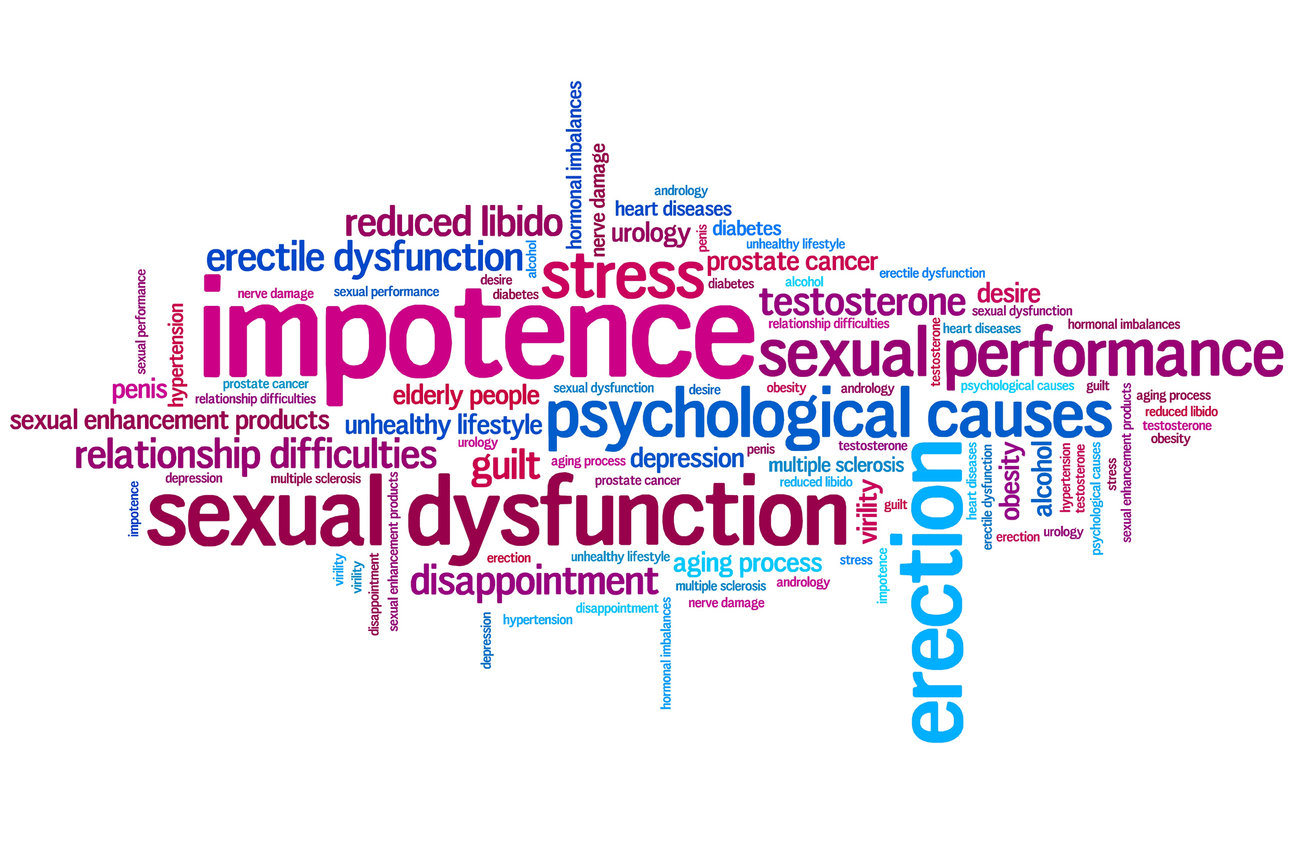 hormonal imbalances
nerve damage
andrology
heart diseases
reduced libido
urology
penis
diabetes
unhealthy lifestyle
erectile dysfunction
alcohol
stress
prostate cancer
erectile dysfunction
desire
diabetes
diabetes
alcohol
sexual performance
nerve damage
sexual performance
impotence
testosterone
desire
sexual dysfunction
hypertension
relationship difficulties
testosterone
heart diseases
hormonal imbalances
sexual performance
penis
prostate cancer
relationship difficulties
elderly people
sexual dysfunction
desire
obesity
andrology
psychological causes
guilt
sexual enhancement products
aging process
reduced libido
testosterone
obesity
sexual enhancement products
unhealthy lifestyle
psychological causes
relationship difficulties
urology
guilt
aging process
depression
penis
testosterone
multiple sclerosis
reduced libido
depression
multiple sclerosis
prostate cancer
sexual enhancement products
impotence
sexual dysfunction
virility
guilt
erection
heart diseases
erectile dysfunction
obesity
alcohol
hypertension
testosterone
psychological causes
stress
erection
urology
virility
virility
disappointment
erection
unhealthy lifestyle
aging process
stress
impotence
disappointment
multiple sclerosis
andrology
nerve damage
disappointment
hypertension
depression
hormonal imbalances